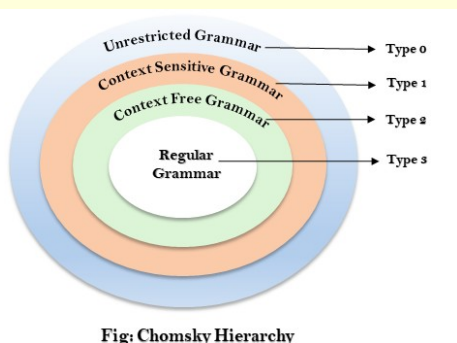 Unrestricted Grammar
Type 0
Context Sensitive Grammar
Type 1
Context Free Grammar
Type 2
Regular
Grammar
Type 3
Fig: Chomsky Hierarchy